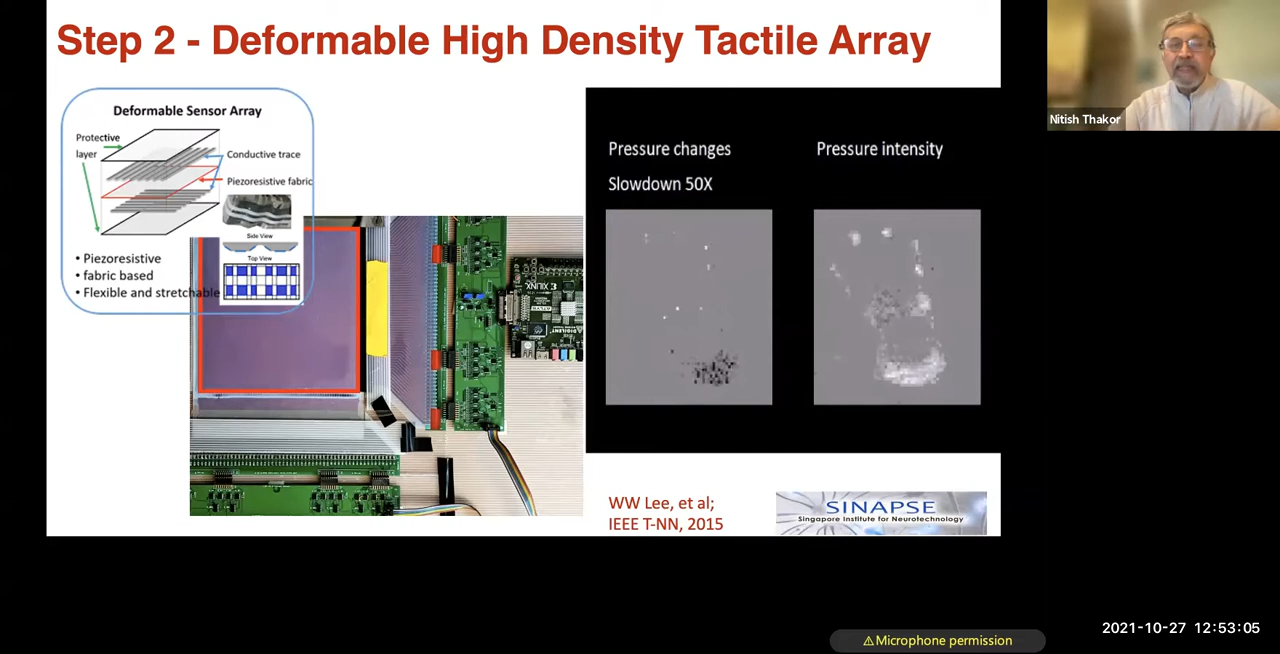 Step 2 - Deformable High Density Tactile Array
Deformable Sensor Array
Protective
layer
Conductive trace
Piezoresistive fabric
Side View
Top View
• Piezoresistive
• fabric based
• Flexible and stretchable
XILINX
DIGILENT
Pressure changes
Slowdown 50X
Pressure intensity
WW Lee, et al;
IEEE T-NN, 2015
SINAPSE
Singapore Institute for Neurotechnology
Nitish Thakor
2021-10-27 12:53:05
⚠Microphone permission